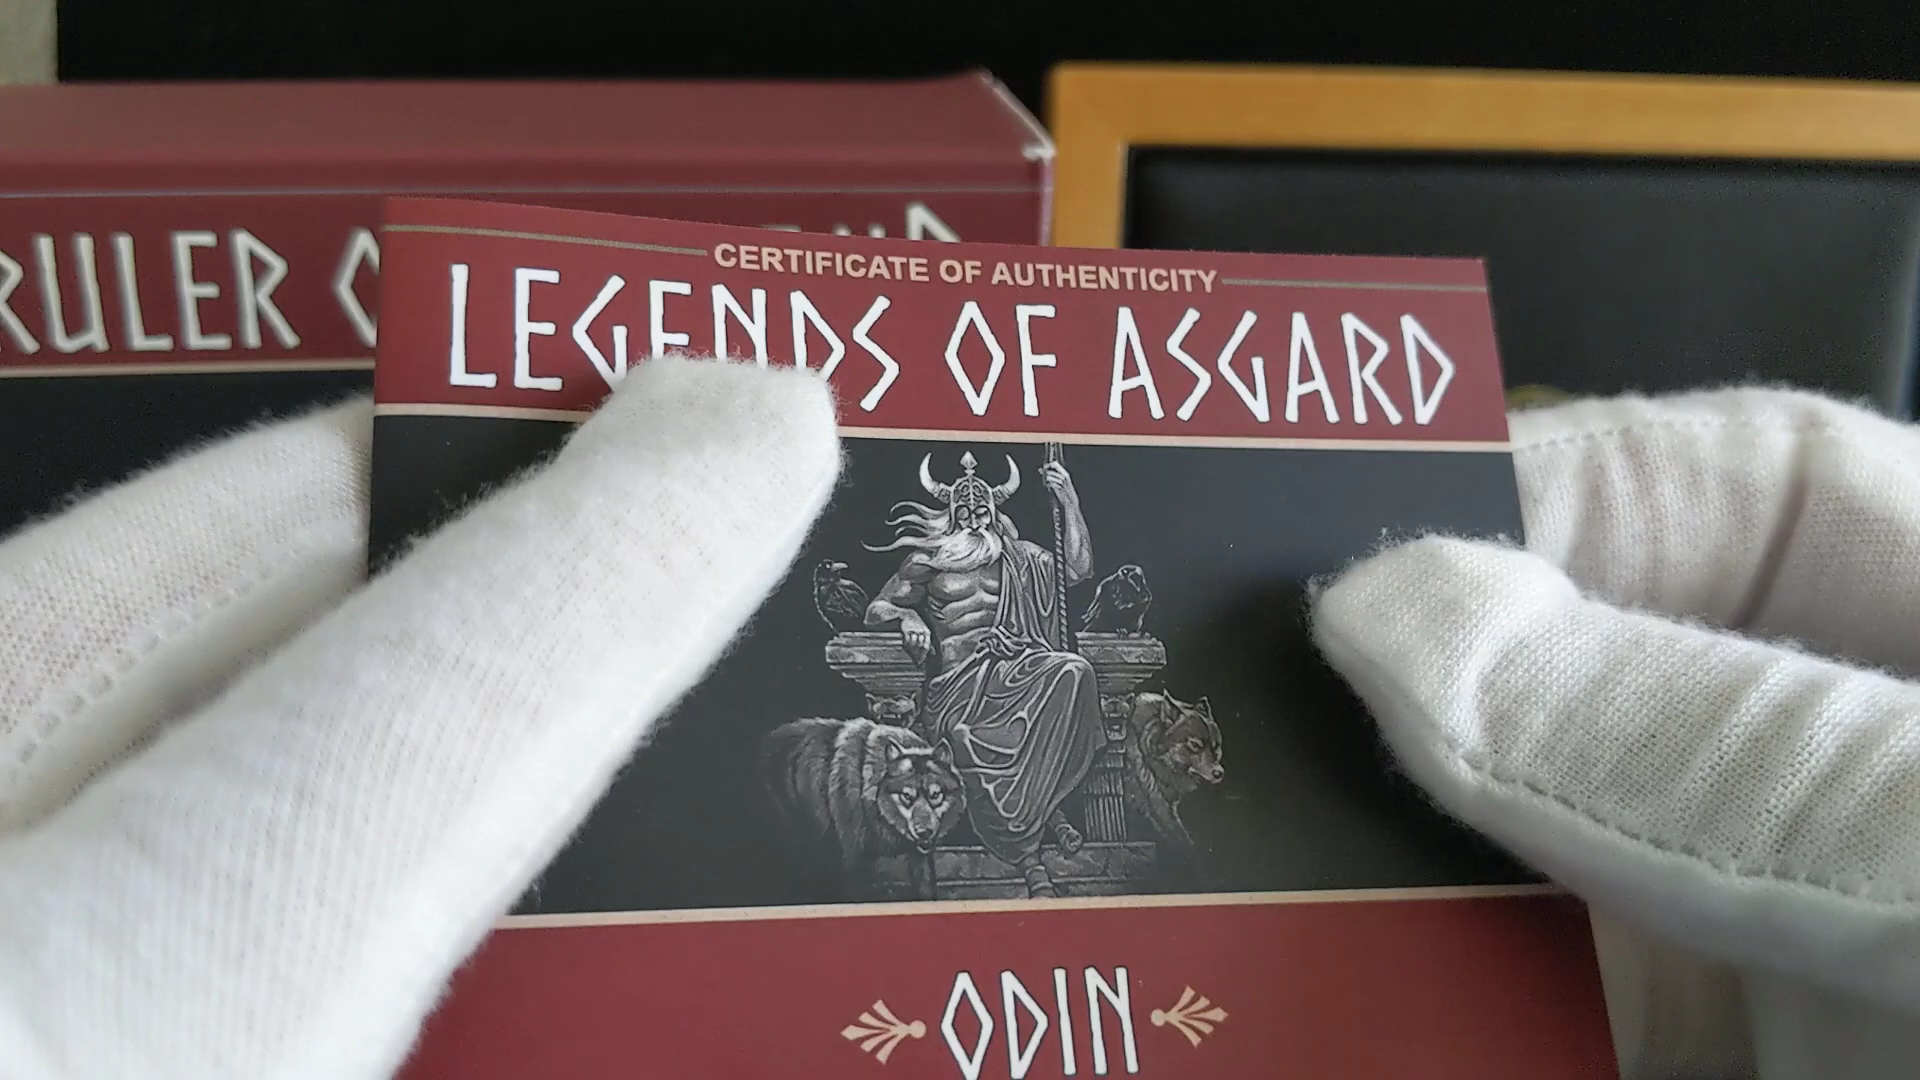 RULER
CERTIFICATE OF AUTHENTICITY
LEGENDS OF ASGARD
ODIN